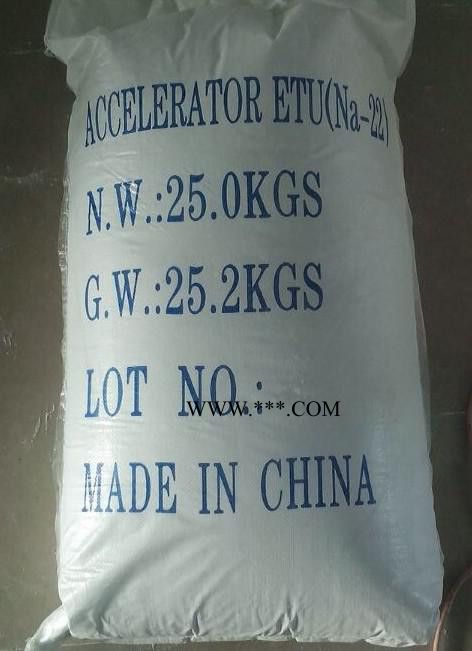 ACCELERATOR ETU(Na-22)
N.W.:25.0KGS
G.W.:25.2KGS
LOT NO.:
WWW.***.COM
MADE IN CHINA